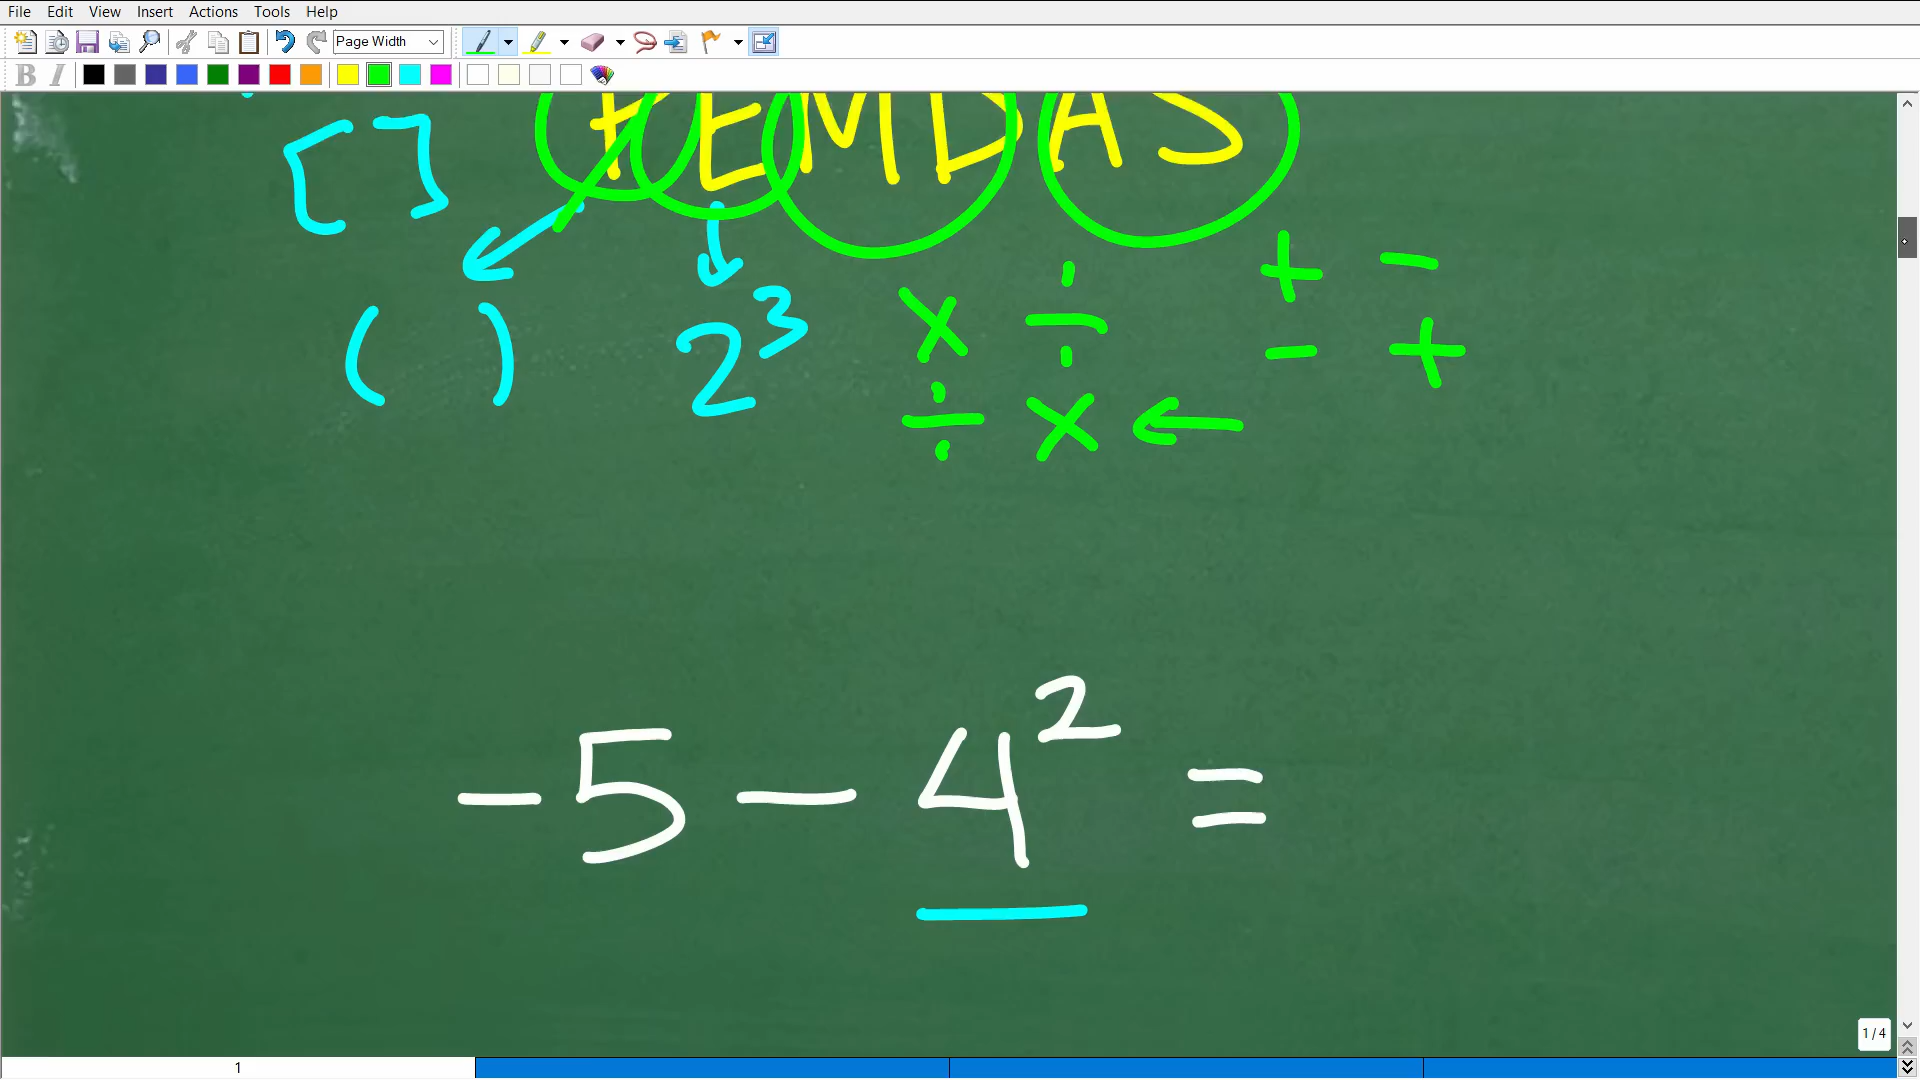 File Edit View Insert Actions Tools Help
Page Width
B I
PEMDAS
[ ]
( ) 2³ × ÷ + −
÷ × ← − +
−5 − 4² =
1 / 4
1